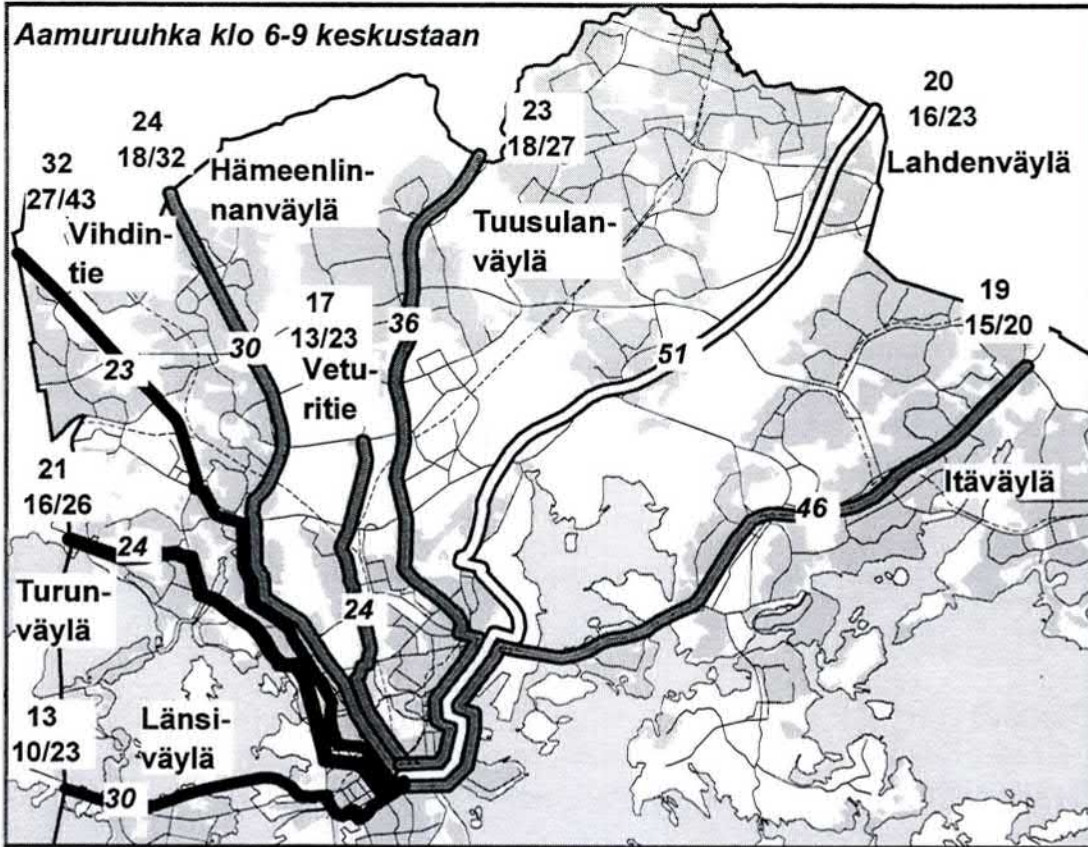 Aamuruuhka klo 6-9 keskustaan
20
16/23
Lahdenväylä
23
18/27
24
18/32
Hämeenlin-
nanväylä
32
27/43
Vihdin-
tie
Tuusulan-
väylä
17
13/23
Vetu-
ritie
19
15/20
36
30
51
23
21
16/26
Itäväylä
46
24
Turun-
väylä
24
13
10/23
Länsi-
väylä
30